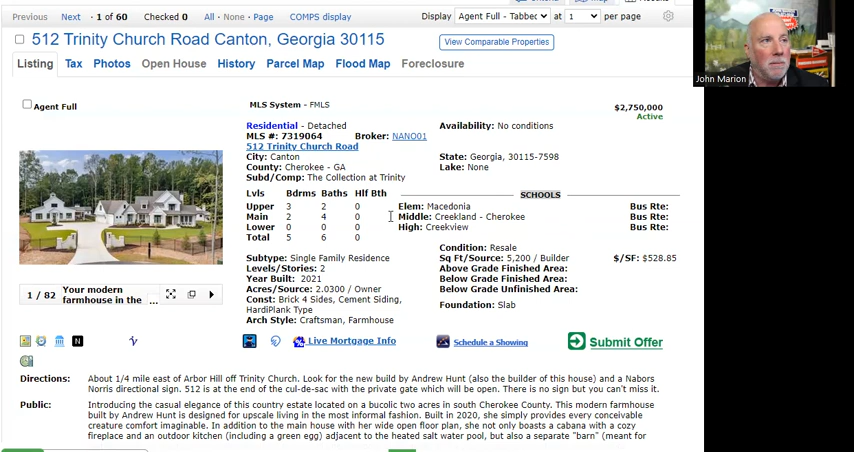 Criteria Map Results
Previous Next · 1 of 60 Checked 0 All · None · Page COMPS display Display Agent Full - Tabbec at 1 per page
512 Trinity Church Road Canton, Georgia 30115 View Comparable Properties
Listing Tax Photos Open House History Parcel Map Flood Map Foreclosure
John Marion
Agent Full MLS System - FMLS $2,750,000
Active
Residential - Detached Availability: No conditions
MLS #: 7319064 Broker: NANO01
512 Trinity Church Road
City: Canton State: Georgia, 30115-7598
County: Cherokee - GA Lake: None
Subd/Comp: The Collection at Trinity
Lvls Bdrms Baths Hlf Bth SCHOOLS
Upper 3 2 0 Elem: Macedonia Bus Rte:
Main 2 4 0 Middle: Creekland - Cherokee Bus Rte:
Lower 0 0 0 High: Creekview Bus Rte:
Total 5 6 0
Condition: Resale
Subtype: Single Family Residence Sq Ft/Source: 5,200 / Builder $/SF: $528.85
Levels/Stories: 2 Above Grade Finished Area:
Year Built: 2021 Below Grade Finished Area:
Acres/Source: 2.0300 / Owner Below Grade Unfinished Area:
Const: Brick 4 Sides, Cement Siding,
HardiPlank Type Foundation: Slab
Arch Style: Craftsman, Farmhouse
1 / 82 Your modern
farmhouse in the ...
N Live Mortgage Info Schedule a Showing Submit Offer
Directions: About 1/4 mile east of Arbor Hill off Trinity Church. Look for the new build by Andrew Hunt (also the builder of this house) and a Nabors
Norris directional sign. 512 is at the end of the cul-de-sac with the private gate which will be open. There is no sign but you can't miss it.
Public: Introducing the casual elegance of this country estate located on a bucolic two acres in south Cherokee County. This modern farmhouse
built by Andrew Hunt is designed for upscale living in the most informal fashion. Built in 2020, she simply provides every conceivable
creature comfort imaginable. In addition to the main house with her wide open floor plan, she not only boasts a cabana with a cozy
fireplace and an outdoor kitchen (including a green egg) adjacent to the heated salt water pool, but also a separate "barn" (meant for